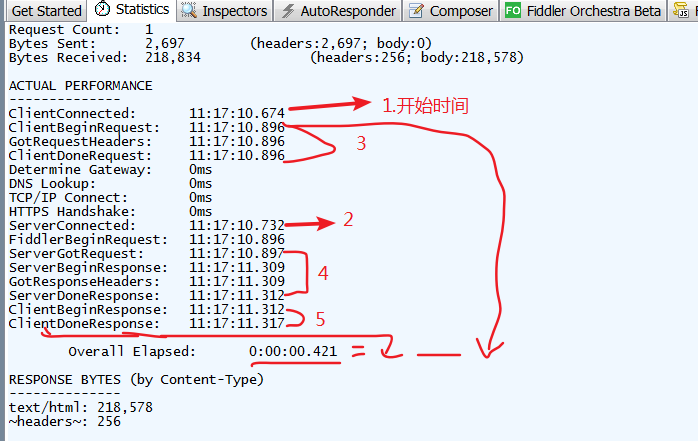 Get Started Statistics Inspectors AutoResponder Composer FO Fiddler Orchestra Beta
Request Count: 1
Bytes Sent: 2,697 (headers:2,697; body:0)
Bytes Received: 218,834 (headers:256; body:218,578)
ACTUAL PERFORMANCE
--------------
ClientConnected: 11:17:10.674 1.开始时间
ClientBeginRequest: 11:17:10.896
GotRequestHeaders: 11:17:10.896 3
ClientDoneRequest: 11:17:10.896
Determine Gateway: 0ms
DNS Lookup: 0ms
TCP/IP Connect: 0ms
HTTPS Handshake: 0ms
ServerConnected: 11:17:10.732 2
FiddlerBeginRequest: 11:17:10.896
ServerGotRequest: 11:17:10.897
ServerBeginResponse: 11:17:11.309 4
GotResponseHeaders: 11:17:11.309
ServerDoneResponse: 11:17:11.312
ClientBeginResponse: 11:17:11.312
ClientDoneResponse: 11:17:11.317 5
Overall Elapsed: 0:00:00.421 = 2 —
RESPONSE BYTES (by Content-Type)
--------------
text/html: 218,578
~headers~: 256